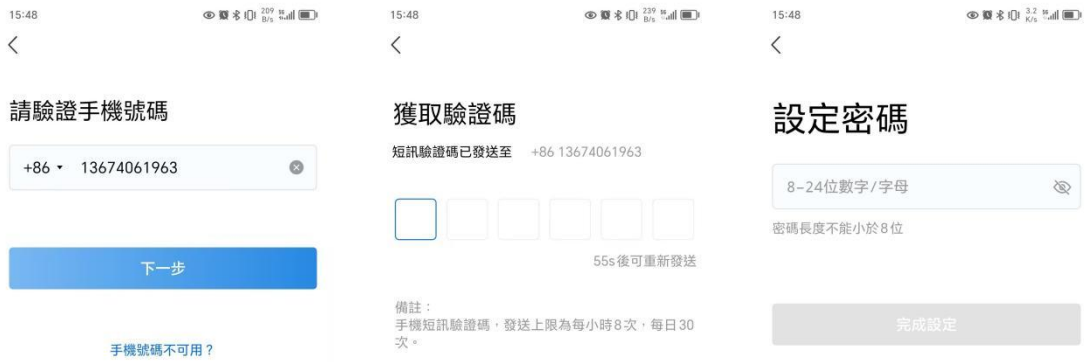 15:48
209 B/s
請驗證手機號碼
+86 13674061963
下一步
手機號碼不可用？
15:48
239 B/s
獲取驗證碼
短訊驗證碼已發送至 +86 13674061963
55s後可重新發送
備註：
手機短訊驗證碼，發送上限為每小時8次，每日30
次。
15:48
3.2 K/s
設定密碼
8-24位數字/字母
密碼長度不能小於8位
完成設定